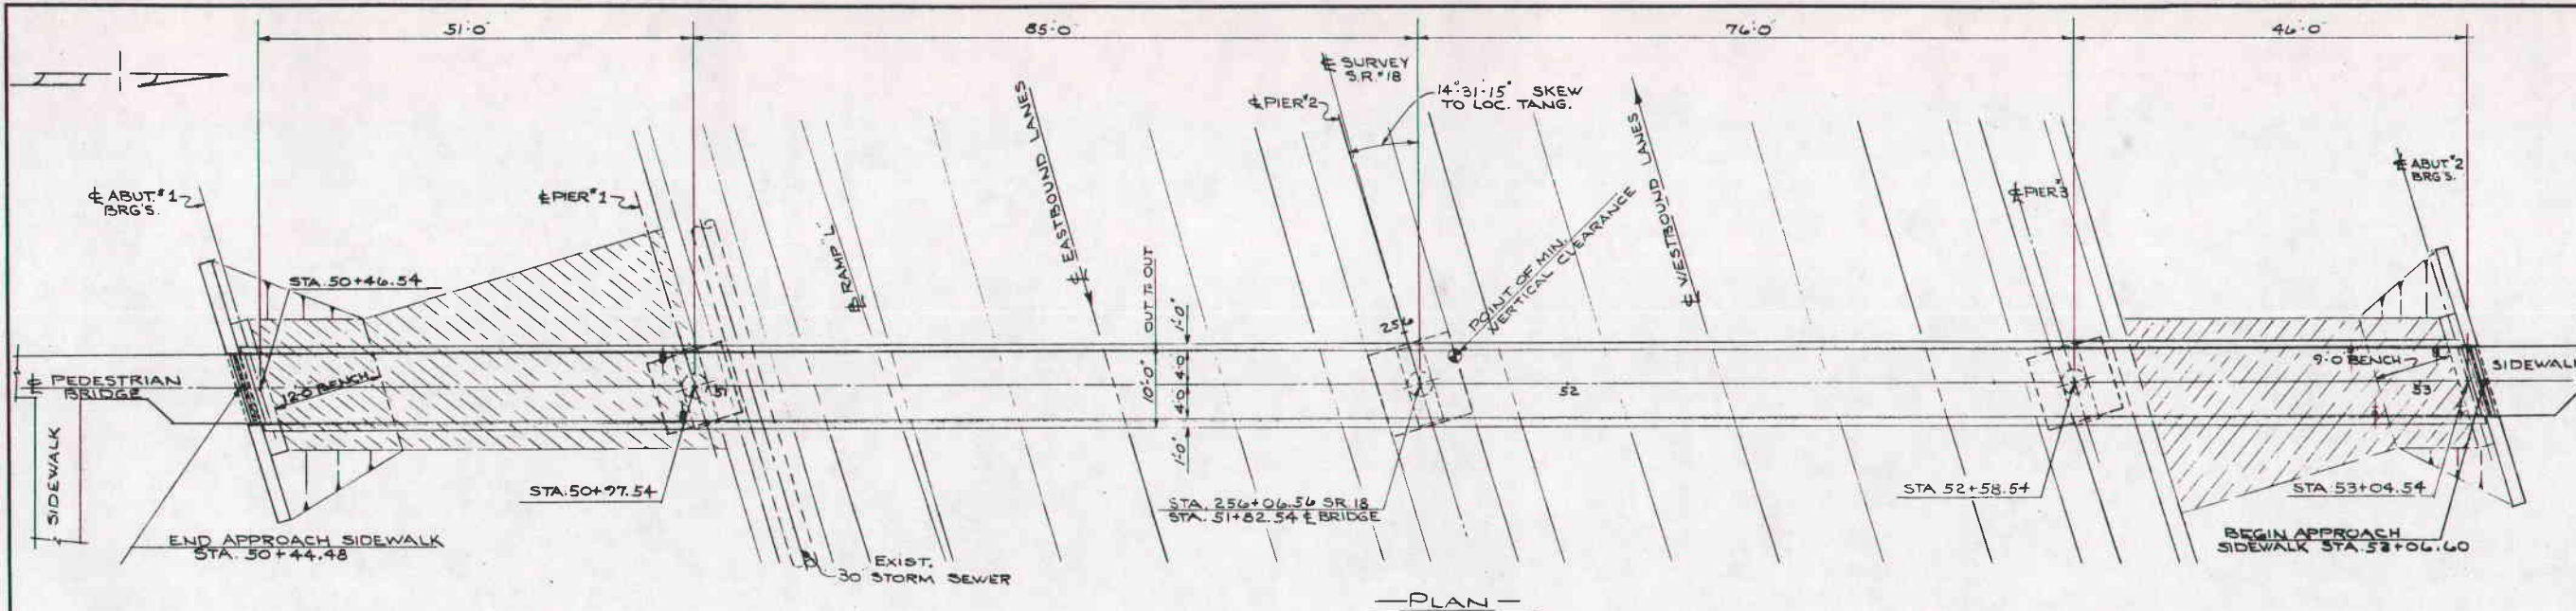 51'-0
85'-0
76'-0
46'-0
℄ SURVEY
S.R. #18
14°-31'-15" SKEW
TO LOC. TANG.
℄ PIER #2
℄ EASTBOUND LANES
℄ WESTBOUND LANES
℄ ABUT. #1
BRG'S.
℄ PIER #1
℄ PIER #3
℄ ABUT #2
BRG'S.
℄ RAMP "L"
POINT OF MIN.
VERTICAL CLEARANCE
STA. 50+46.54
OUT TO OUT
1'-0"
4'-0
10'-0"
4'-0
1'-0"
256
9'-0 BENCH
SIDEWALK
℄ PEDESTRIAN
BRIDGE
12'-0 BENCH
51
52
53
SIDEWALK
STA. 50+97.54
STA. 256+06.56 SR. 18
STA. 51+82.54 ℄ BRIDGE
STA 52+58.54
STA. 53+04.54
END APPROACH SIDEWALK
STA. 50+44.48
BEGIN APPROACH
SIDEWALK STA. 53+06.60
EXIST.
30" STORM SEWER
—PLAN—